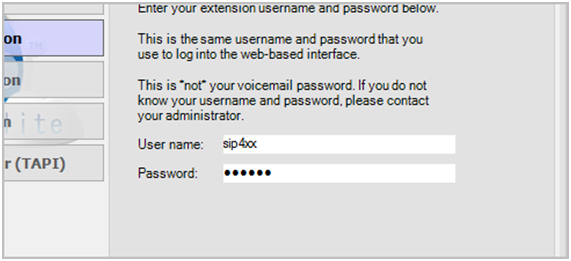 Enter your extension username and password below.
This is the same username and password that you
use to log into the web-based interface.
This is *not* your voicemail password. If you do not
know your username and password, please contact
your administrator.
User name: sip4xx
Password: ●●●●●●
on
on
n
r (TAPI)
TM
hite